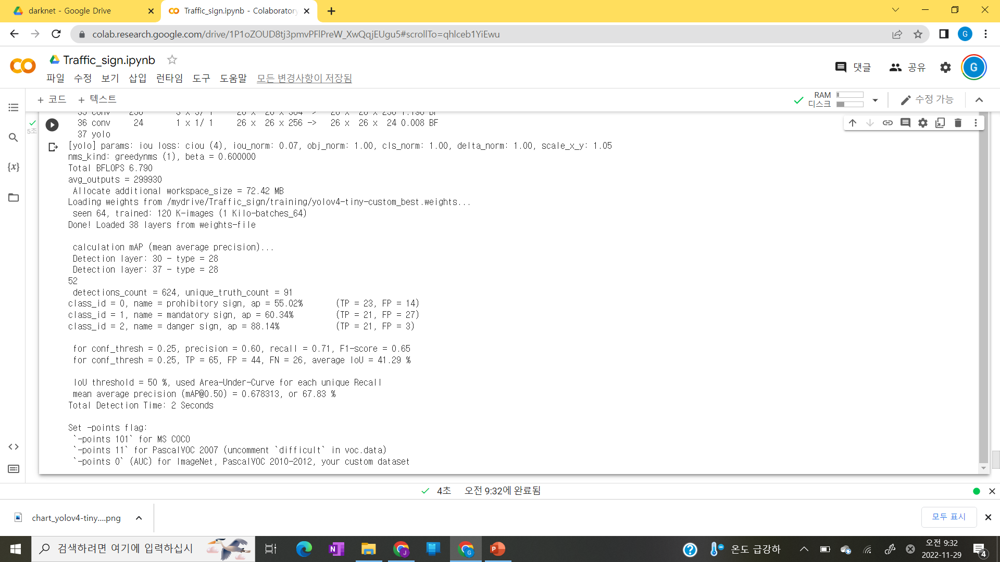 darknet - Google Drive
Traffic_sign.ipynb - Colaboratory
colab.research.google.com/drive/1P1oZOUD8tj3pmvPFlPreW_XwQqjEUgu5#scrollTo=qhlceb1YiEwu
G
Traffic_sign.ipynb
댓글
공유
G
파일 수정 보기 삽입 런타임 도구 도움말 모든 변경사항이 저장됨
+ 코드 + 텍스트
RAM
디스크
수정 가능
5초
36 conv 24 1 x 1/ 1 26 x 26 x 256 -> 26 x 26 x 24 0.008 BF
37 yolo
[yolo] params: iou loss: ciou (4), iou_norm: 0.07, obj_norm: 1.00, cls_norm: 1.00, delta_norm: 1.00, scale_x_y: 1.05
nms_kind: greedynms (1), beta = 0.600000
Total BFLOPS 6.790
avg_outputs = 299930
Allocate additional workspace_size = 72.42 MB
Loading weights from /mydrive/Traffic_sign/training/yolov4-tiny-custom_best.weights...
seen 64, trained: 120 K-images (1 Kilo-batches_64)
Done! Loaded 38 layers from weights-file
calculation mAP (mean average precision)...
Detection layer: 30 - type = 28
Detection layer: 37 - type = 28
52
detections_count = 624, unique_truth_count = 91
class_id = 0, name = prohibitory sign, ap = 55.02% (TP = 23, FP = 14)
class_id = 1, name = mandatory sign, ap = 60.34% (TP = 21, FP = 27)
class_id = 2, name = danger sign, ap = 88.14% (TP = 21, FP = 3)
for conf_thresh = 0.25, precision = 0.60, recall = 0.71, F1-score = 0.65
for conf_thresh = 0.25, TP = 65, FP = 44, FN = 26, average IoU = 41.29 %
IoU threshold = 50 %, used Area-Under-Curve for each unique Recall
mean average precision (mAP@0.50) = 0.678313, or 67.83 %
Total Detection Time: 2 Seconds
Set -points flag:
`-points 101` for MS COCO
`-points 11` for PascalVOC 2007 (uncomment `difficult` in voc.data)
`-points 0` (AUC) for ImageNet, PascalVOC 2010-2012, your custom dataset
4초 오전 9:32에 완료됨
chart_yolov4-tiny....png
모두 표시
검색하려면 여기에 입력하십시
온도 급강하
오전 9:32
2022-11-29
4